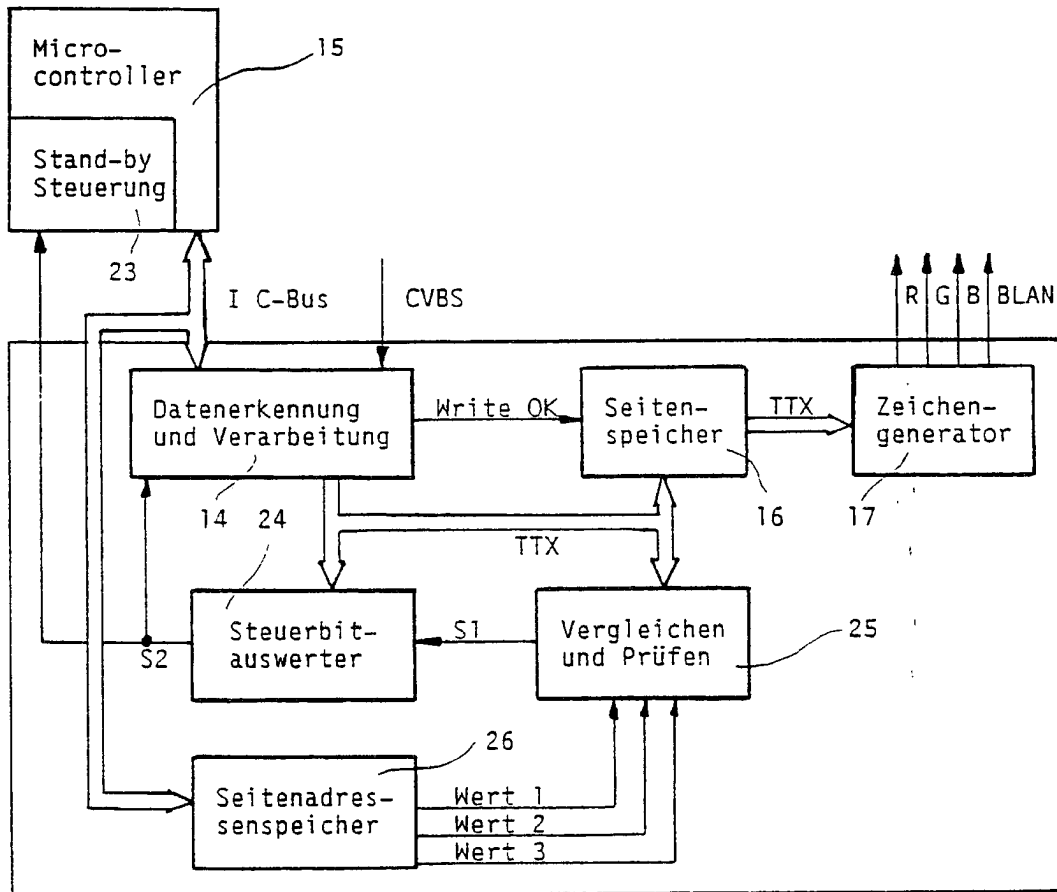 Micro-
controller
15
Stand-by
Steuerung
23
I C-Bus
CVBS
R G B BLAN
Datenerkennung
und Verarbeitung
Write OK
Seiten-
speicher
TTX
Zeichen-
generator
14
24
16
17
TTX
Steuerbit-
auswerter
S1
Vergleichen
und Prüfen
25
S2
26
Seitenadres-
senspeicher
Wert 1
Wert 2
Wert 3